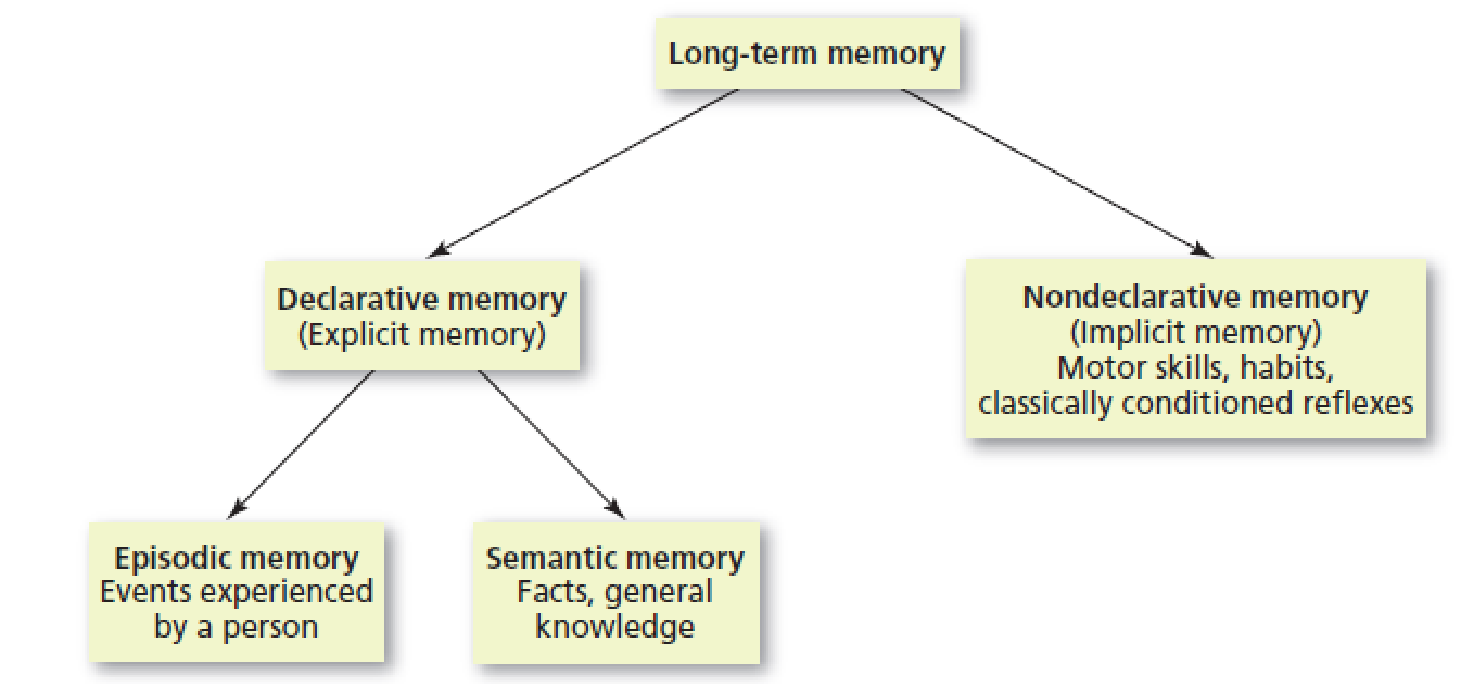 Long-term memory
Declarative memory
(Explicit memory)
Nondeclarative memory
(Implicit memory)
Motor skills, habits,
classically conditioned reflexes
Episodic memory
Events experienced
by a person
Semantic memory
Facts, general
knowledge